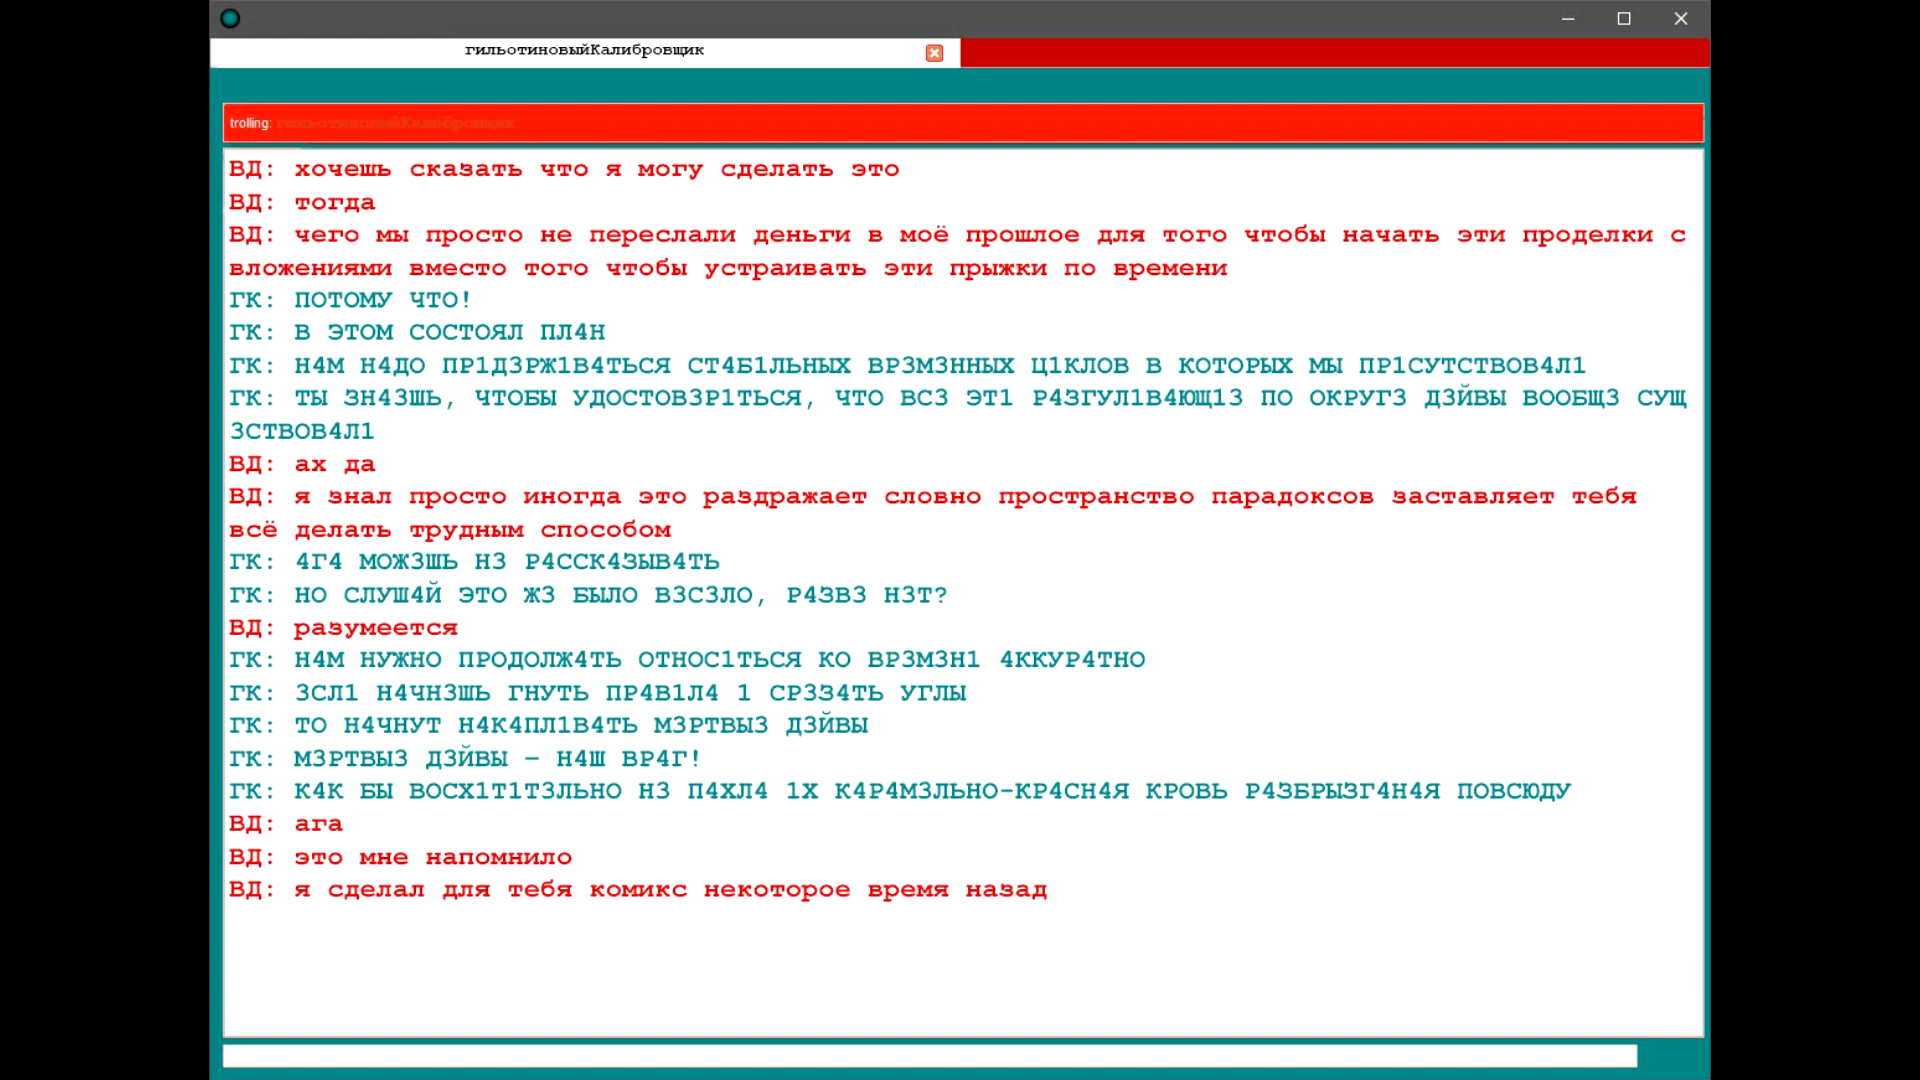 гильотиновыйКалибровщик
trolling: гильотиновыйКалибровщик
ВД: хочешь сказать что я могу сделать это
ВД: тогда
ВД: чего мы просто не переслали деньги в моё прошлое для того чтобы начать эти проделки с
вложениями вместо того чтобы устраивать эти прыжки по времени
ГК: ПОТОМУ ЧТО!
ГК: В ЭТОМ СОСТОЯЛ ПЛ4Н
ГК: Н4М Н4ДО ПР1Д3РЖ1В4ТЬСЯ СТ4Б1ЛЬНЫХ ВР3М3ННЫХ Ц1КЛОВ В КОТОРЫХ МЫ ПР1СУТСТВОВ4Л1
ГК: ТЫ ЗН43ШЬ, ЧТОБЫ УДОСТОВ3Р1ТЬСЯ, ЧТО ВС3 ЭТ1 Р4ЗГУЛ1В4ЮЩ13 ПО ОКРУГ3 Д3ЙВЫ ВООБЩ3 СУЩ
3СТВОВ4Л1
ВД: ах да
ВД: я знал просто иногда это раздражает словно пространство парадоксов заставляет тебя
всё делать трудным способом
ГК: 4Г4 МОЖ3ШЬ Н3 Р4ССК4ЗЫВ4ТЬ
ГК: НО СЛУШ4Й ЭТО Ж3 БЫЛО В3С3ЛО, Р4ЗВ3 Н3Т?
ВД: разумеется
ГК: Н4М НУЖНО ПРОДОЛЖ4ТЬ ОТНОС1ТЬСЯ КО ВР3М3Н1 4ККУР4ТНО
ГК: 3СЛ1 Н4ЧН3ШЬ ГНУТЬ ПР4В1Л4 1 СР3З4ТЬ УГЛЫ
ГК: ТО Н4ЧНУТ Н4К4ПЛ1В4ТЬ М3РТВЫ3 Д3ЙВЫ
ГК: М3РТВЫ3 Д3ЙВЫ – Н4Ш ВР4Г!
ГК: К4К БЫ ВОСХ1Т1Т3ЛЬНО Н3 П4ХЛ4 1Х К4Р4М3ЛЬНО-КР4СН4Я КРОВЬ Р4ЗБРЫЗГ4Н4Я ПОВСЮДУ
ВД: ага
ВД: это мне напомнило
ВД: я сделал для тебя комикс некоторое время назад